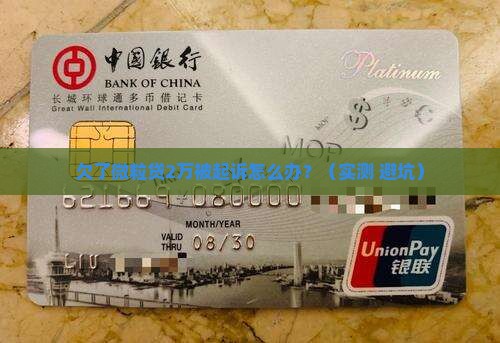 中国银行
BANK OF CHINA
长城环球通多币借记卡
Great Wall International Debit Card
Platinum
MOP
欠了微粒贷2万被起诉怎么办？（实测 避坑）
MONTH/YEAR
VALID
THRU
08/30
UnionPay
银联